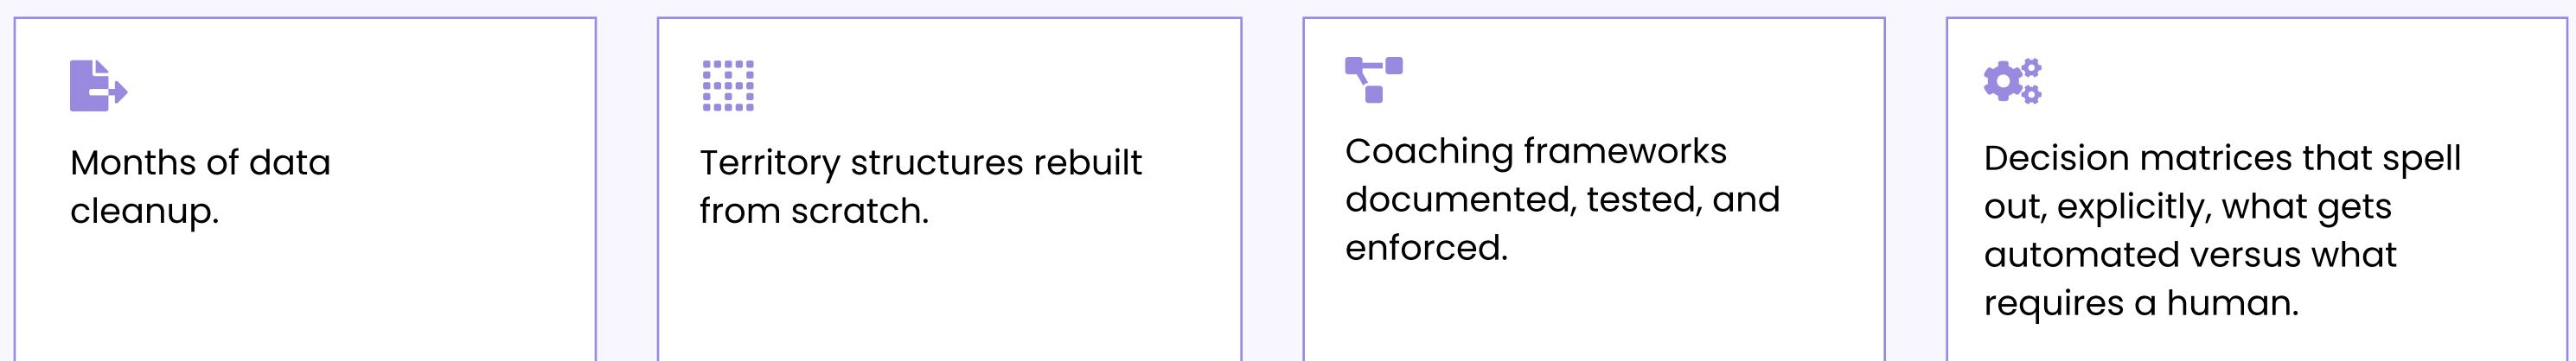 Months of data
cleanup.
Territory structures rebuilt
from scratch.
Coaching frameworks
documented, tested, and
enforced.
Decision matrices that spell
out, explicitly, what gets
automated versus what
requires a human.